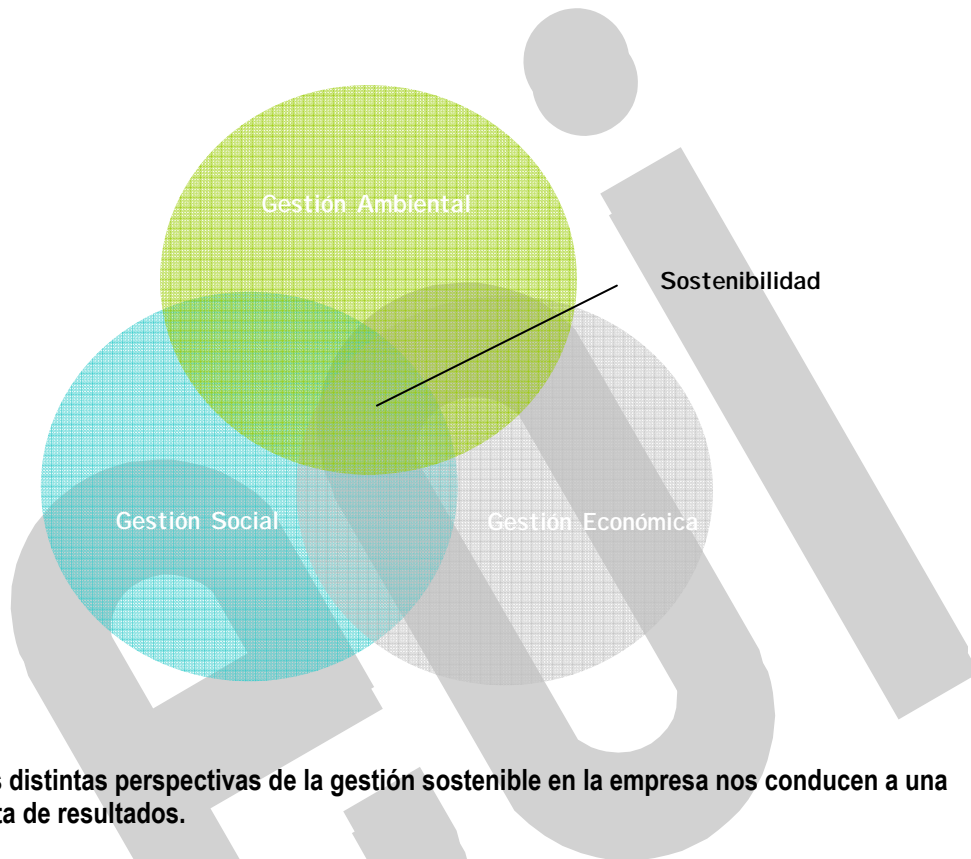 Gestión Ambiental
Sostenibilidad
Gestión Social
Gestión Económica
distintas perspectivas de la gestión sostenible en la empresa nos conducen a una
de resultados.